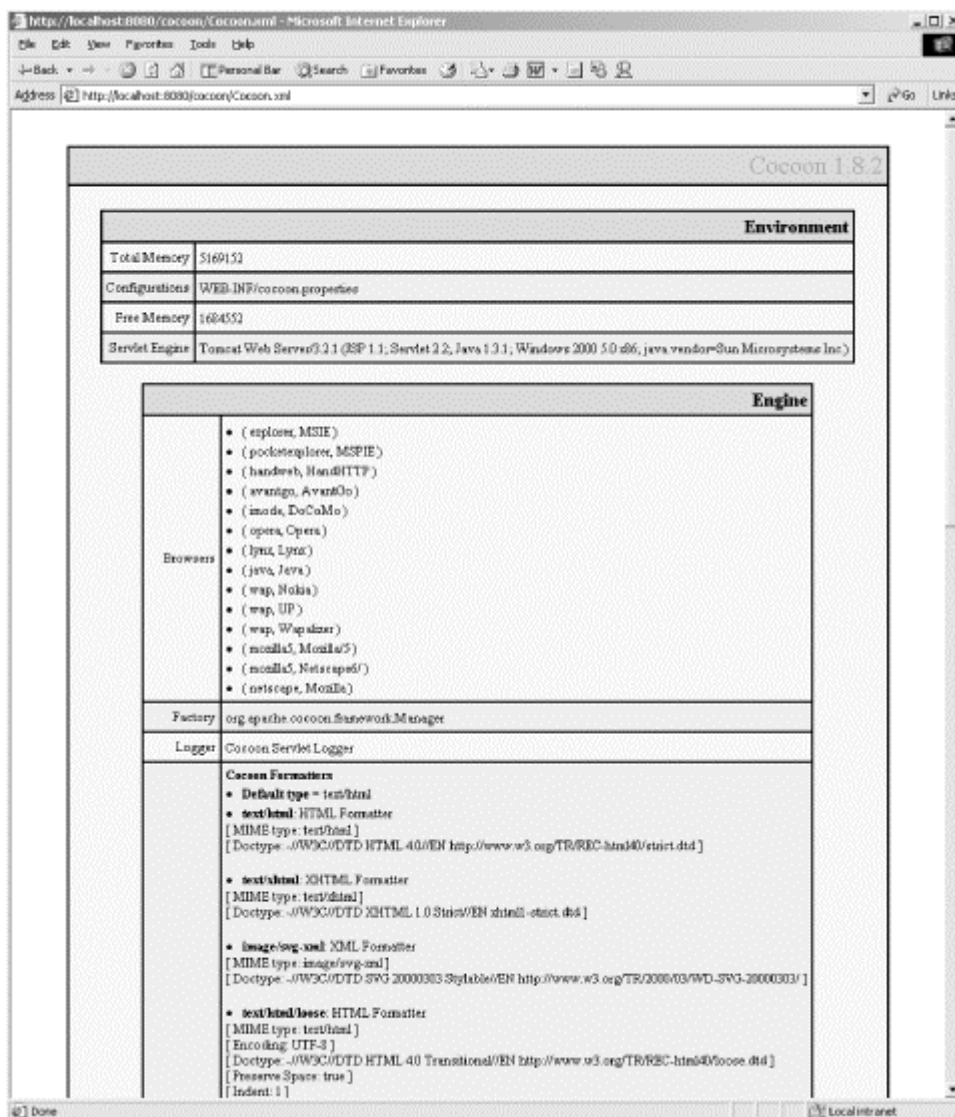 http://localhost:8080/cocoon/Cocoon.xml - Microsoft Internet Explorer
File Edit View Favorites Tools Help
Back Personal Bar Search Favorites
Address http://localhost:8080/cocoon/Cocoon.xml Go Links
Cocoon 1.8.2
Environment
Total Memory 5169152
Configurations WEB-INF/cocoon.properties
Free Memory 1684552
Servlet Engine Tomcat Web Server/3.2.1 (JSP 1.1; Servlet 2.2; Java 1.3.1; Windows 2000 5.0 x86; java.vendor=Sun Microsystems Inc.)
Engine
Browsers
• ( explorer, MSIE )
• ( pocketexplorer, MSPIE )
• ( handweb, HandHTTP )
• ( avantgo, AvantGo )
• ( imode, DoCoMo )
• ( opera, Opera )
• ( lynx, Lynx )
• ( java, Java )
• ( wap, Nokia )
• ( wap, UP )
• ( wap, Wapalizer )
• ( mozilla5, Mozilla/5 )
• ( mozilla5, Netscape6/ )
• ( netscape, Mozilla )
Factory org.apache.cocoon.framework.Manager
Logger Cocoon Servlet Logger
Cocoon Formatters
• Default type = text/html
• text/html: HTML Formatter
[ MIME type: text/html ]
[ Doctype: -//W3C//DTD HTML 4.0//EN http://www.w3.org/TR/REC-html40/strict.dtd ]
• text/xhtml: XHTML Formatter
[ MIME type: text/xhtml ]
[ Doctype: -//W3C//DTD XHTML 1.0 Strict//EN xhtml1-strict.dtd ]
• image/svg-xml: XML Formatter
[ MIME type: image/svg-xml ]
[ Doctype: -//W3C//DTD SVG 20000303 Stylable//EN http://www.w3.org/TR/2000/03/WD-SVG-20000303/ ]
• text/html/loose: HTML Formatter
[ MIME type: text/html ]
[ Encoding: UTF-8 ]
[ Doctype: -//W3C//DTD HTML 4.0 Transitional//EN http://www.w3.org/TR/REC-html40/loose.dtd ]
[ Preserve Space: true ]
[ Indent: 1 ]
Done Local intranet